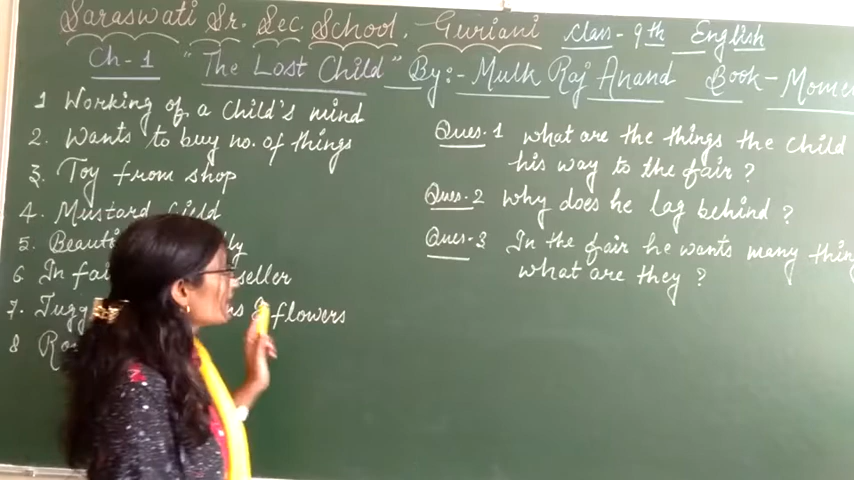 Saraswati Sr. Sec. School, Guriani Class - 9th English
Ch - 1 "The Lost Child" By:- Mulk Raj Anand Book - Mome
1 Working of a child's mind
2. Wants to buy no. of things
3. Toy from shop
4. Mustard field
5. Beauti
6 In fai seller
7. Tugg & flowers
8
Ques. 1 what are the things the child
his way to the fair ?
Ques. 2 why does he lag behind ?
Ques. 3 In the fair he wants many thin
what are they ?